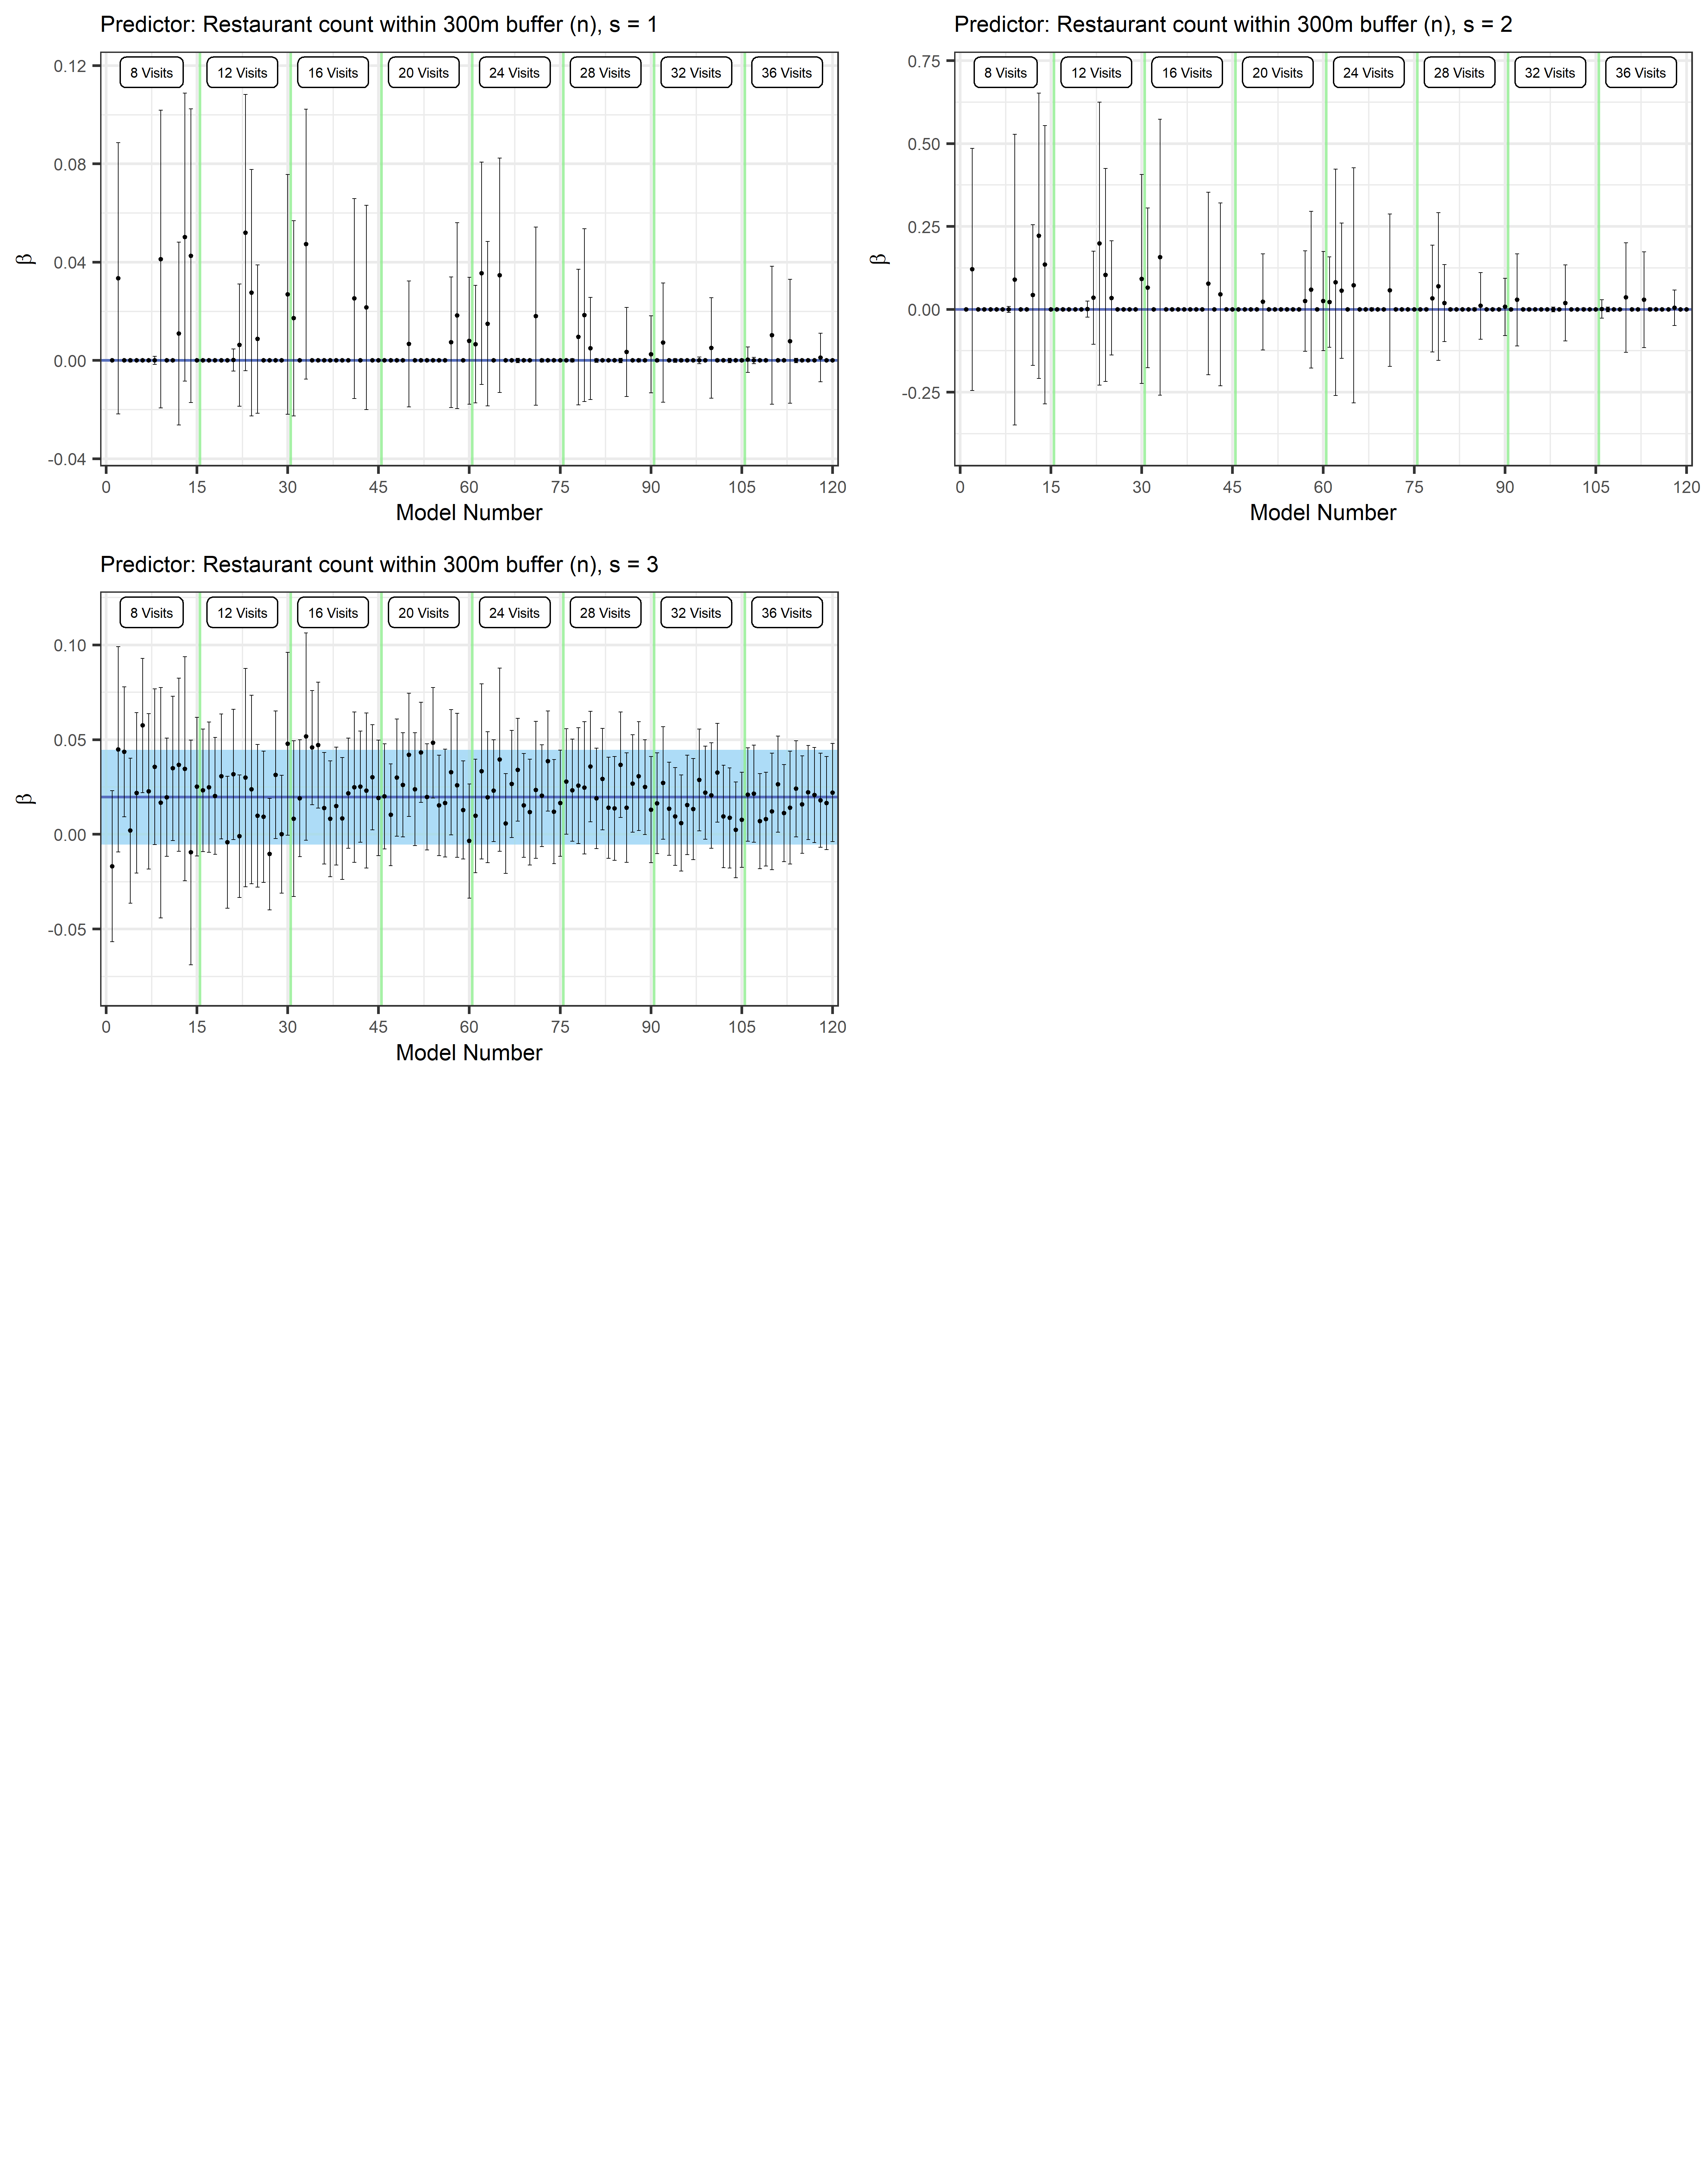 Predictor: Restaurant count within 300m buffer (n), s = 1
0.12
0.08
0.04
0.00
-0.04
β
8 Visits 12 Visits 16 Visits 20 Visits 24 Visits 28 Visits 32 Visits 36 Visits
0 15 30 45 60 75 90 105 120
Model Number
Predictor: Restaurant count within 300m buffer (n), s = 2
0.75
0.50
0.25
0.00
-0.25
β
8 Visits 12 Visits 16 Visits 20 Visits 24 Visits 28 Visits 32 Visits 36 Visits
0 15 30 45 60 75 90 105 120
Model Number
Predictor: Restaurant count within 300m buffer (n), s = 3
0.10
0.05
0.00
-0.05
β
8 Visits 12 Visits 16 Visits 20 Visits 24 Visits 28 Visits 32 Visits 36 Visits
0 15 30 45 60 75 90 105 120
Model Number